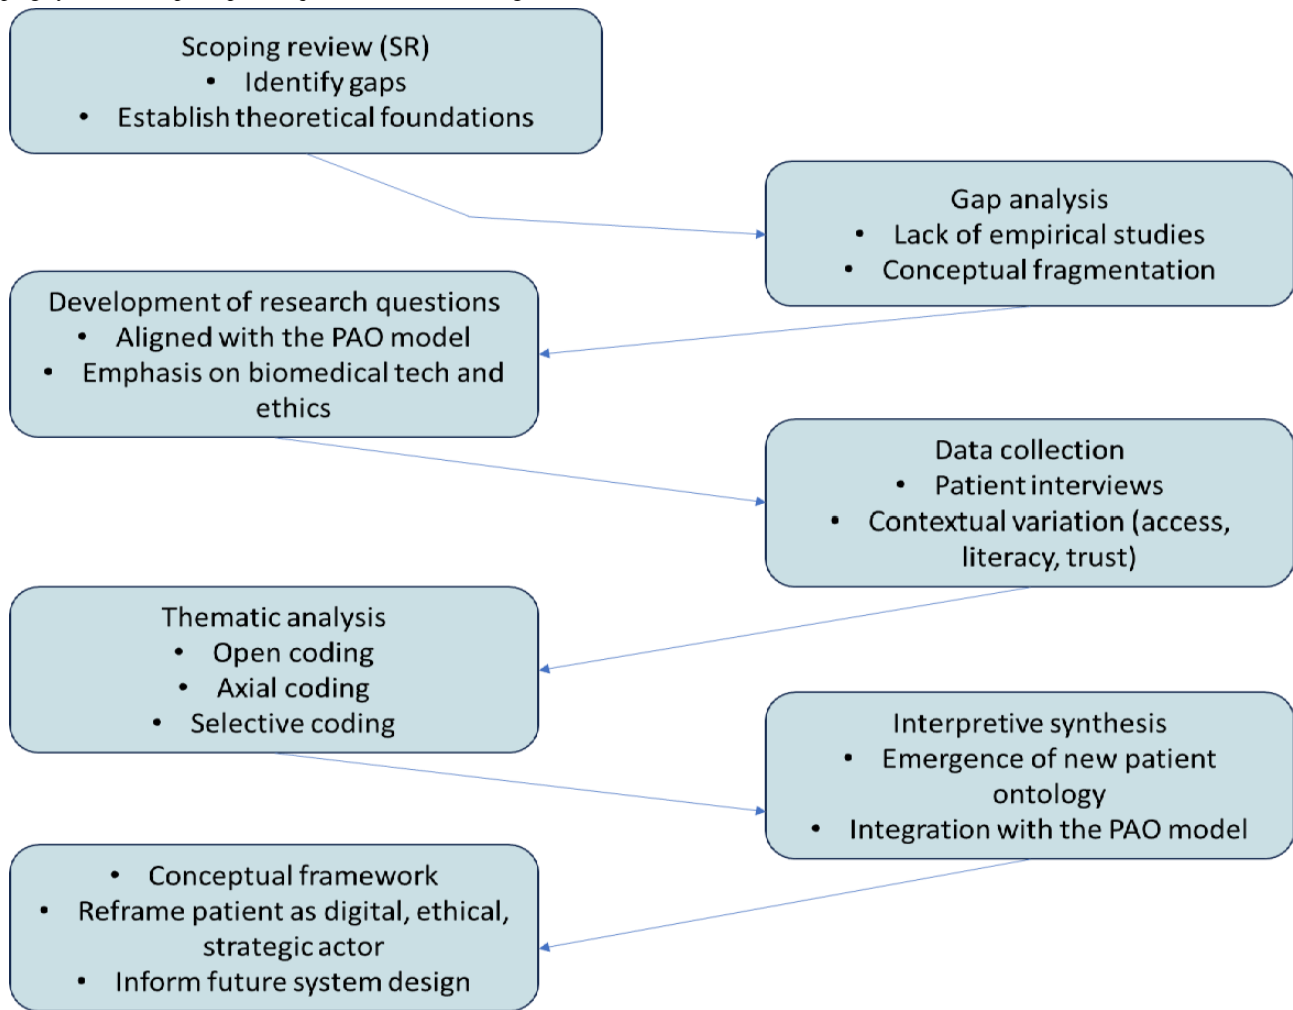 Scoping review (SR)
• Identify gaps
• Establish theoretical foundations
Gap analysis
• Lack of empirical studies
• Conceptual fragmentation
Development of research questions
• Aligned with the PAO model
• Emphasis on biomedical tech and
ethics
Data collection
• Patient interviews
• Contextual variation (access,
literacy, trust)
Thematic analysis
• Open coding
• Axial coding
• Selective coding
Interpretive synthesis
• Emergence of new patient
ontology
• Integration with the PAO model
• Conceptual framework
• Reframe patient as digital, ethical,
strategic actor
• Inform future system design